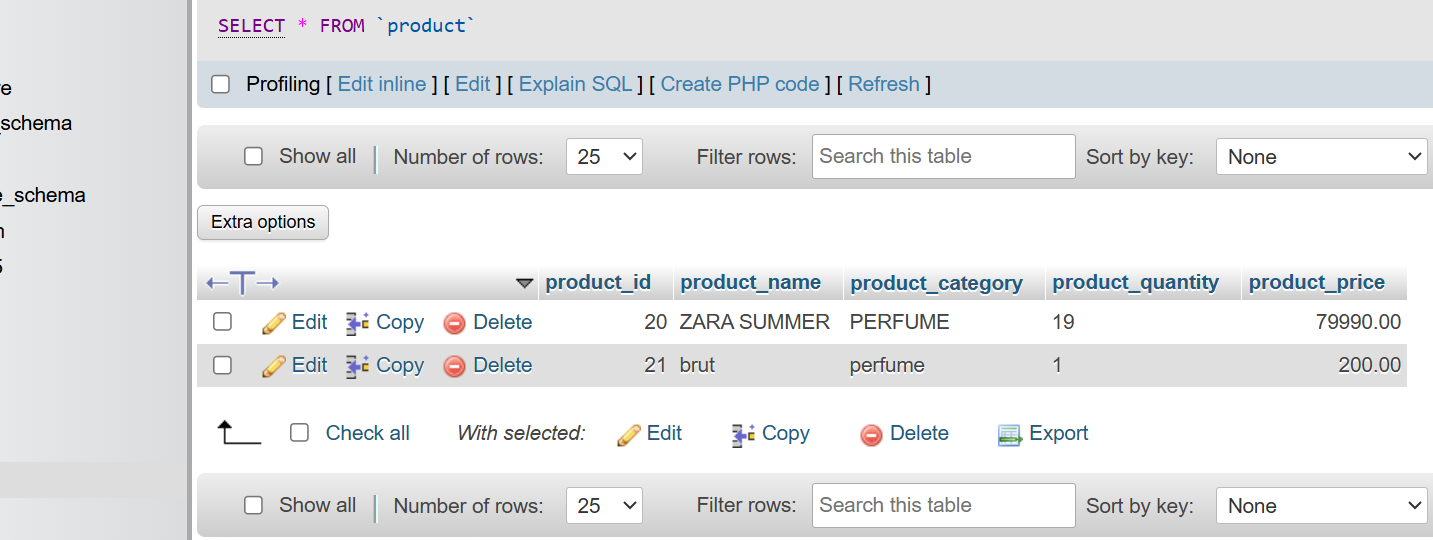 SELECT * FROM `product`
Profiling [ Edit inline ] [ Edit ] [ Explain SQL ] [ Create PHP code ] [ Refresh ]
_schema
Show all Number of rows: 25 Filter rows: Search this table Sort by key: None
_schema
Extra options
product_id product_name product_category product_quantity product_price
Edit Copy Delete 20 ZARA SUMMER PERFUME 19 79990.00
Edit Copy Delete 21 brut perfume 1 200.00
Check all With selected: Edit Copy Delete Export
Show all Number of rows: 25 Filter rows: Search this table Sort by key: None